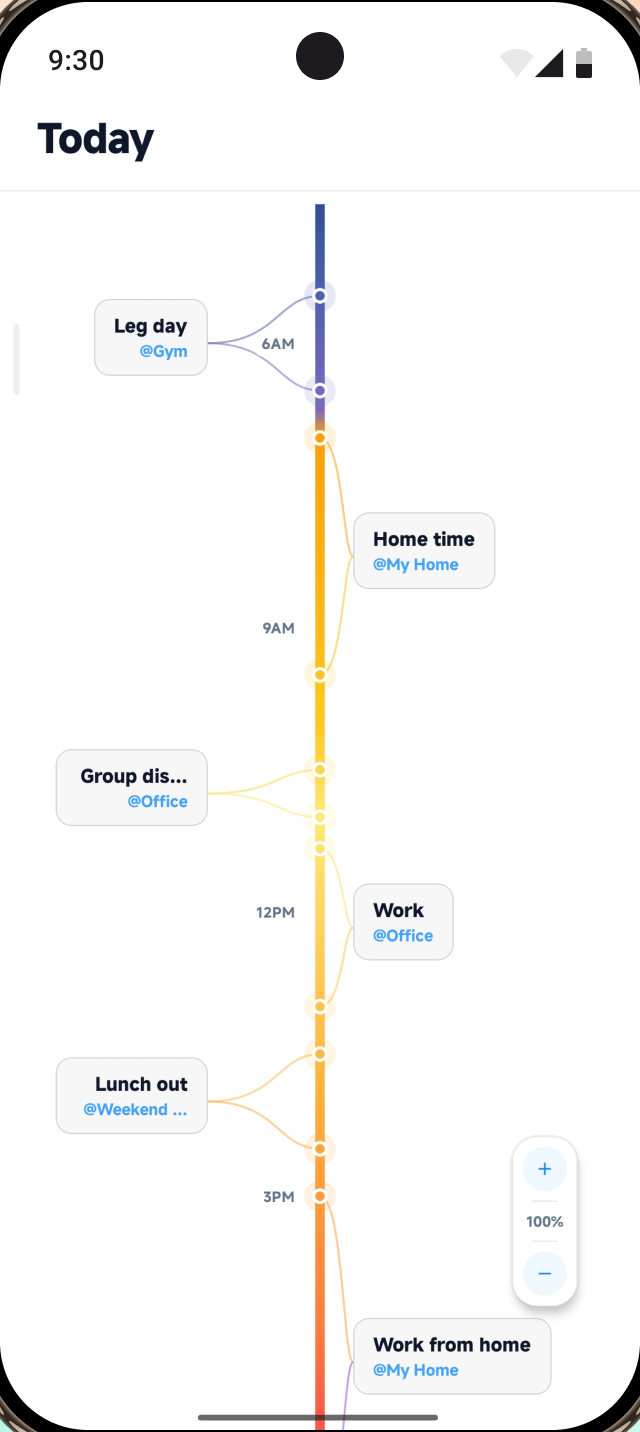 9:30
Today
Leg day
@Gym
6AM
Home time
@My Home
9AM
Group dis...
@Office
Work
@Office
12PM
Lunch out
@Weekend ...
3PM
+
100%
−
Work from home
@My Home